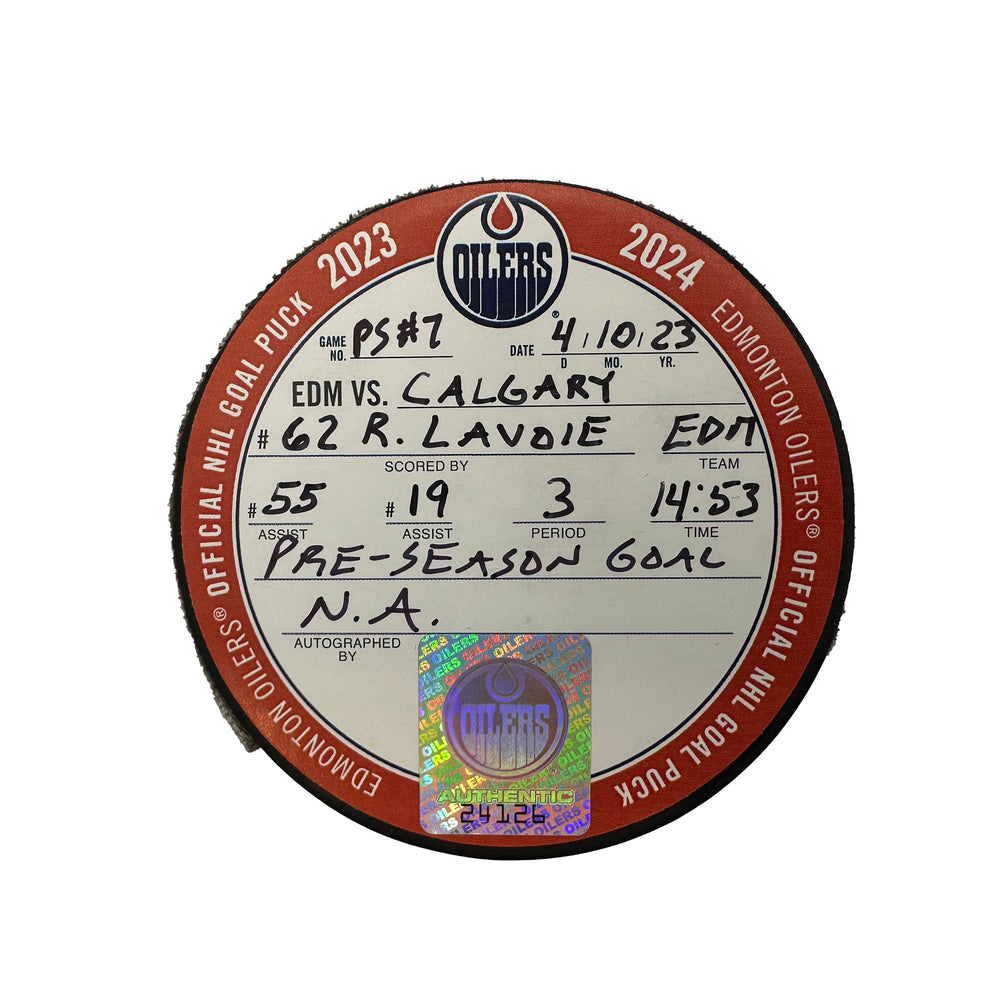 EDMONTON OILERS® OFFICIAL NHL GOAL PUCK 2023
2024 EDMONTON OILERS® OFFICIAL NHL GOAL PUCK
OILERS
®
GAME NO. PS#7 DATE 4 10 23
D MO. YR.
EDM VS. CALGARY
# 62 R. LAVOIE EDM
SCORED BY TEAM
# 55 # 19 3 14:53
ASSIST ASSIST PERIOD TIME
PRE-SEASON GOAL
N.A.
AUTOGRAPHED BY
OILERS
AUTHENTIC
24126